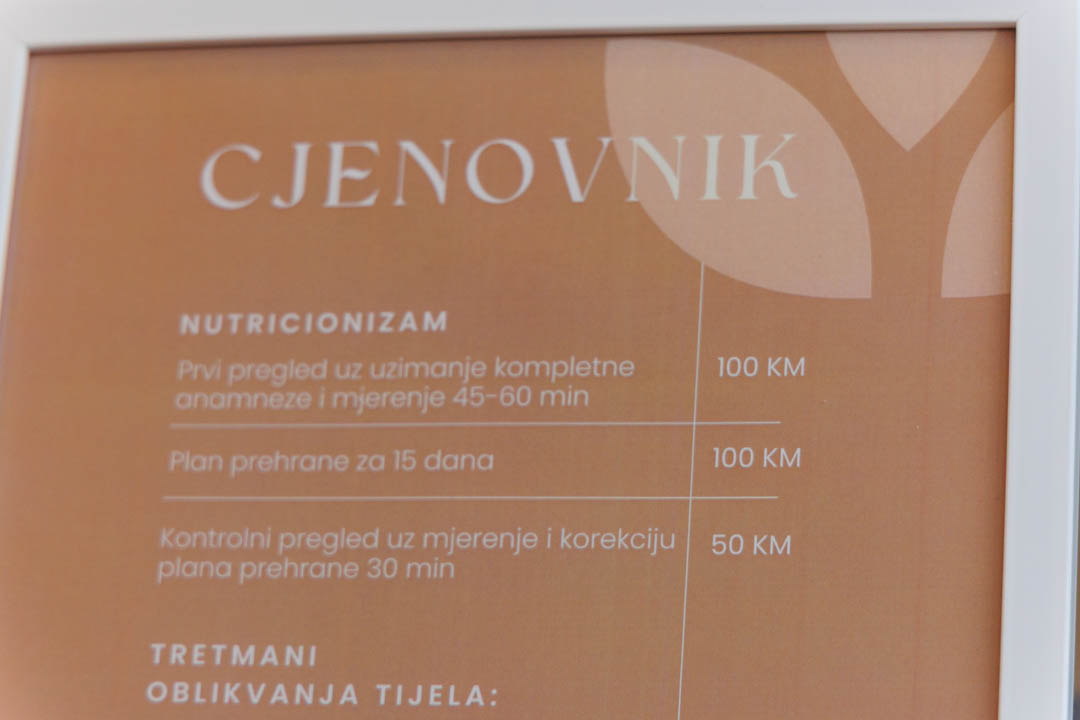 CJENOVNIK
NUTRICIONIZAM
Prvi pregled uz uzimanje kompletne
anamneze i mjerenje 45-60 min
100 KM
Plan prehrane za 15 dana
100 KM
Kontrolni pregled uz mjerenje i korekciju
plana prehrane 30 min
50 KM
TRETMANI
OBLIKVANJA TIJELA: